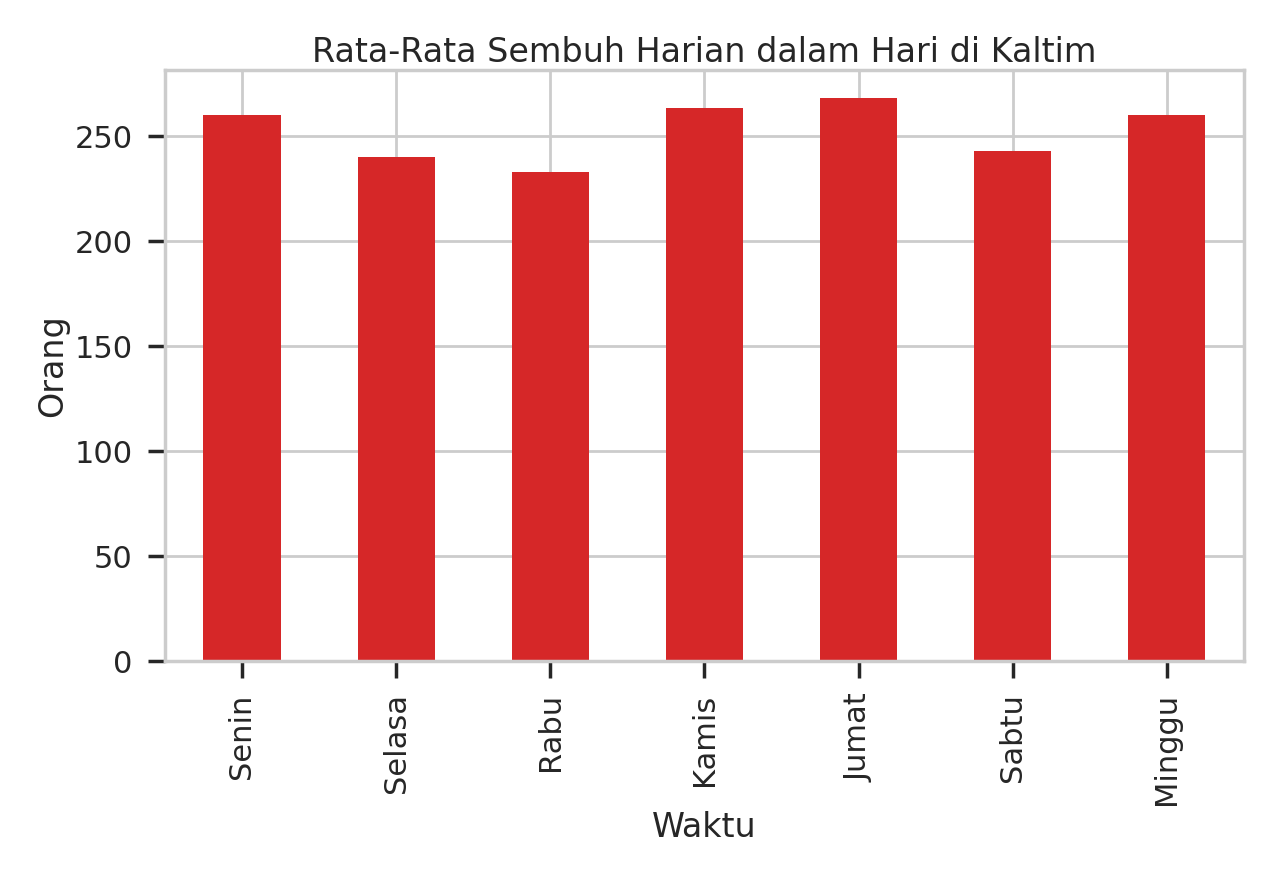 Rata-Rata Sembuh Harian dalam Hari di Kaltim
Orang
250
200
150
100
50
0
Senin
Selasa
Rabu
Kamis
Jumat
Sabtu
Minggu
Waktu